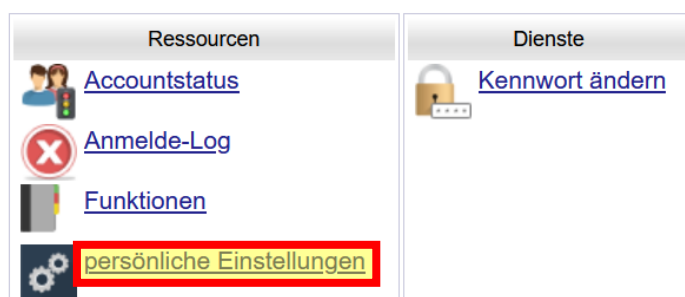 Ressourcen
Dienste
Accountstatus
Kennwort ändern
Anmelde-Log
Funktionen
persönliche Einstellungen